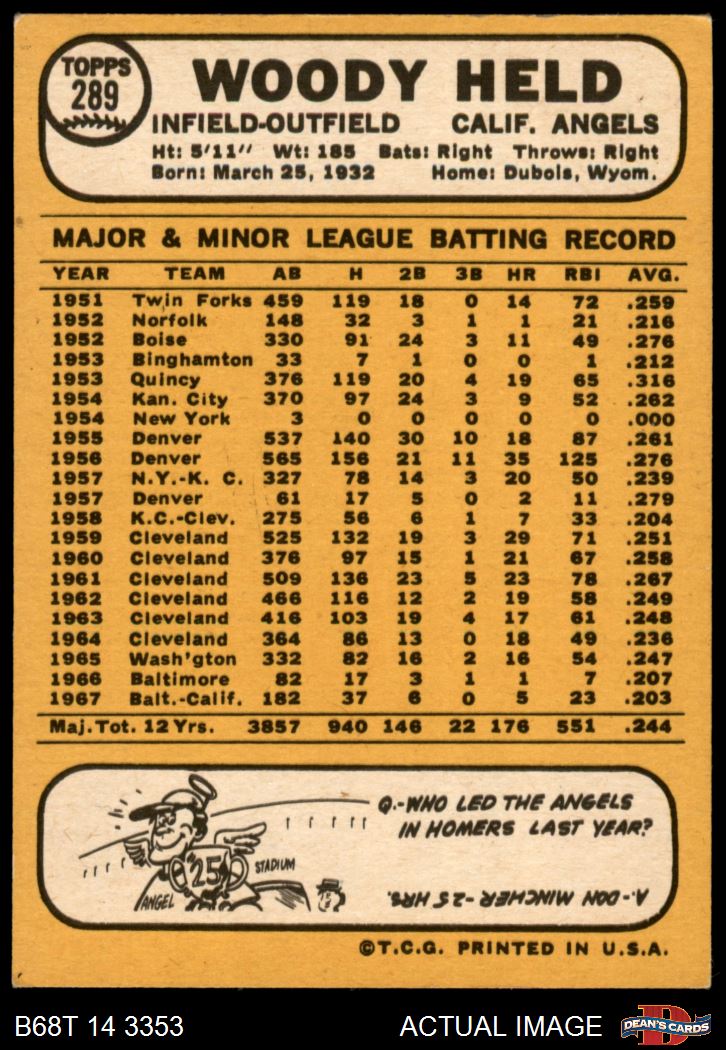 TOPPS
289
WOODY HELD
INFIELD-OUTFIELD CALIF. ANGELS
Ht: 5'11" Wt: 185 Bats: Right Throws: Right
Born: March 25, 1932 Home: Dubois, Wyom.
MAJOR & MINOR LEAGUE BATTING RECORD
YEAR TEAM AB H 2B 3B HR RBI AVG.
1951 Twin Forks 459 119 18 0 14 72 .259
1952 Norfolk 148 32 3 1 1 21 .216
1952 Boise 330 91 24 3 11 49 .276
1953 Binghamton 33 7 1 0 0 1 .212
1953 Quincy 376 119 20 4 19 65 .316
1954 Kan. City 370 97 24 3 9 52 .262
1954 New York 3 0 0 0 0 0 .000
1955 Denver 537 140 30 10 18 87 .261
1956 Denver 565 156 21 11 35 125 .276
1957 N.Y.-K. C. 327 78 14 3 20 50 .239
1957 Denver 61 17 5 0 2 11 .279
1958 K.C.-Clev. 275 56 6 1 7 33 .204
1959 Cleveland 525 132 19 3 29 71 .251
1960 Cleveland 376 97 15 1 21 67 .258
1961 Cleveland 509 136 23 5 23 78 .267
1962 Cleveland 466 116 12 2 19 58 .249
1963 Cleveland 416 103 19 4 17 61 .248
1964 Cleveland 364 86 13 0 18 49 .236
1965 Wash'gton 332 82 16 2 16 54 .247
1966 Baltimore 82 17 3 1 1 7 .207
1967 Balt.-Calif. 182 37 6 0 5 23 .203
Maj. Tot. 12 Yrs. 3857 940 146 22 176 551 .244
Q.-WHO LED THE ANGELS
IN HOMERS LAST YEAR?
25
STADIUM
ANGEL
A.-DON MINCHER-25 HRS.
©T.C.G. PRINTED IN U.S.A.
B68T 14 3353 ACTUAL IMAGE
D
DEAN'S CARDS